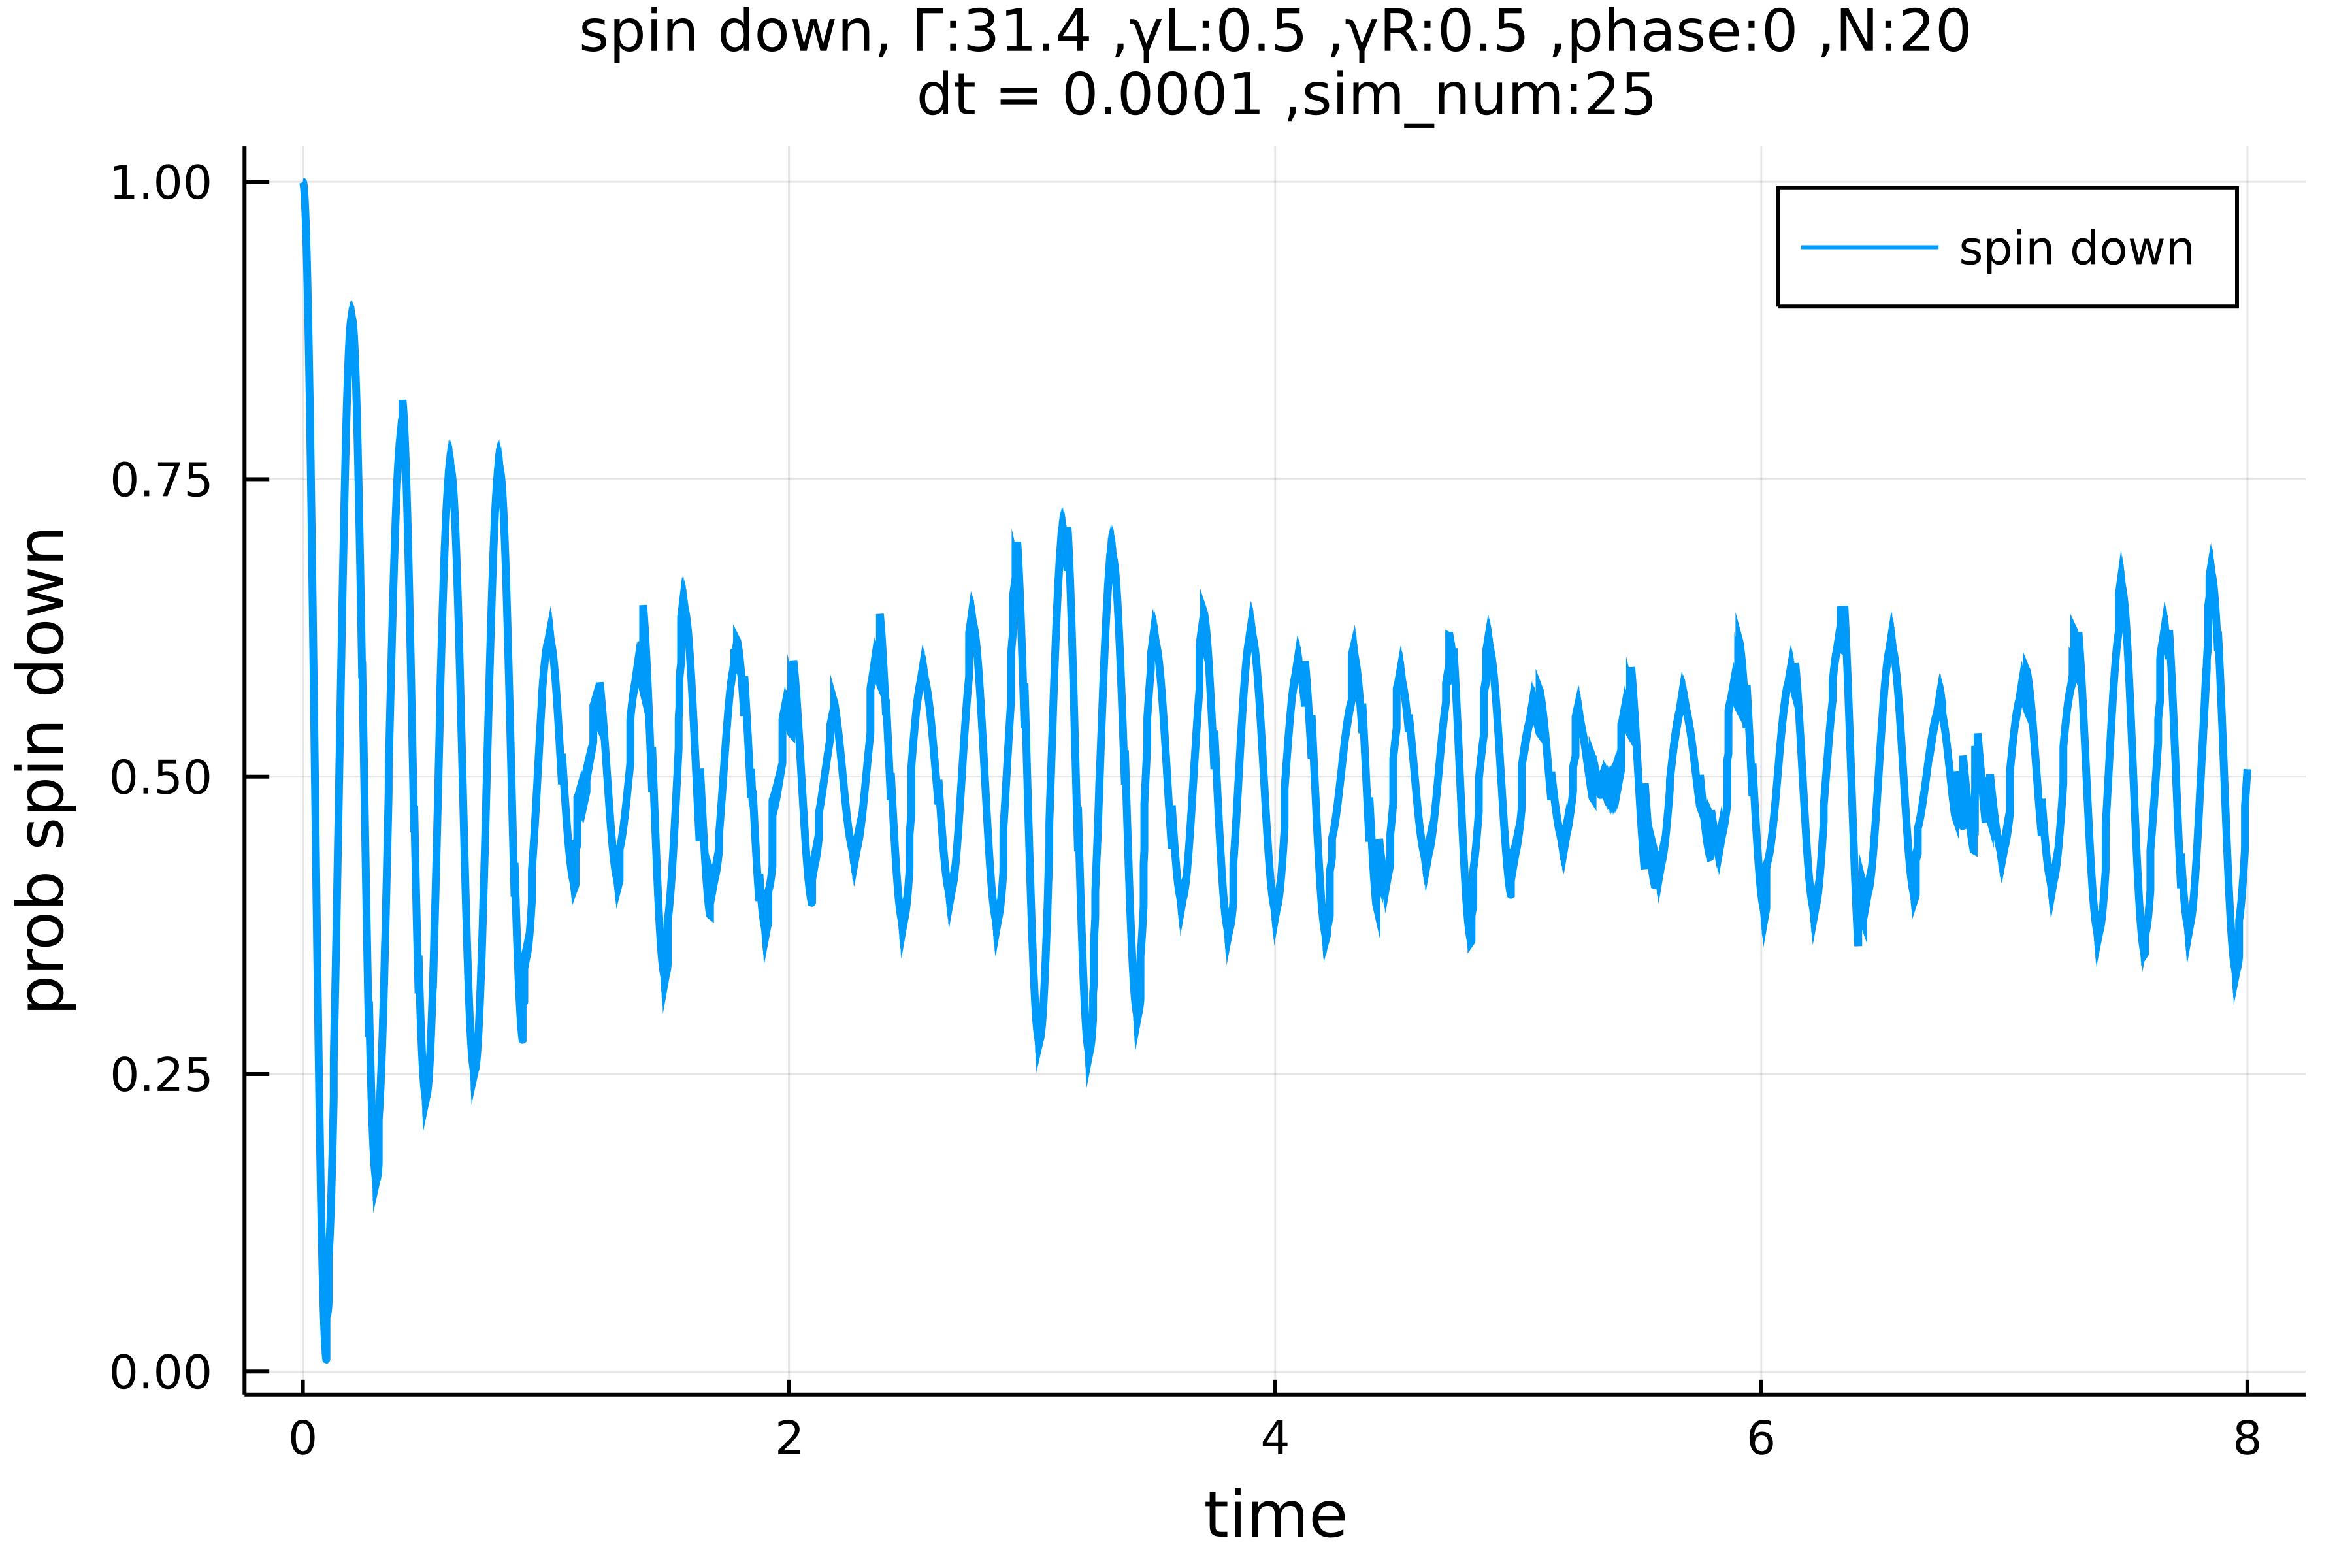 spin down, Γ:31.4 ,γL:0.5 ,γR:0.5 ,phase:0 ,N:20
dt = 0.0001 ,sim_num:25
1.00
spin down
0.75
prob spin down
0.50
0.25
0.00
0 2 4 6 8
time